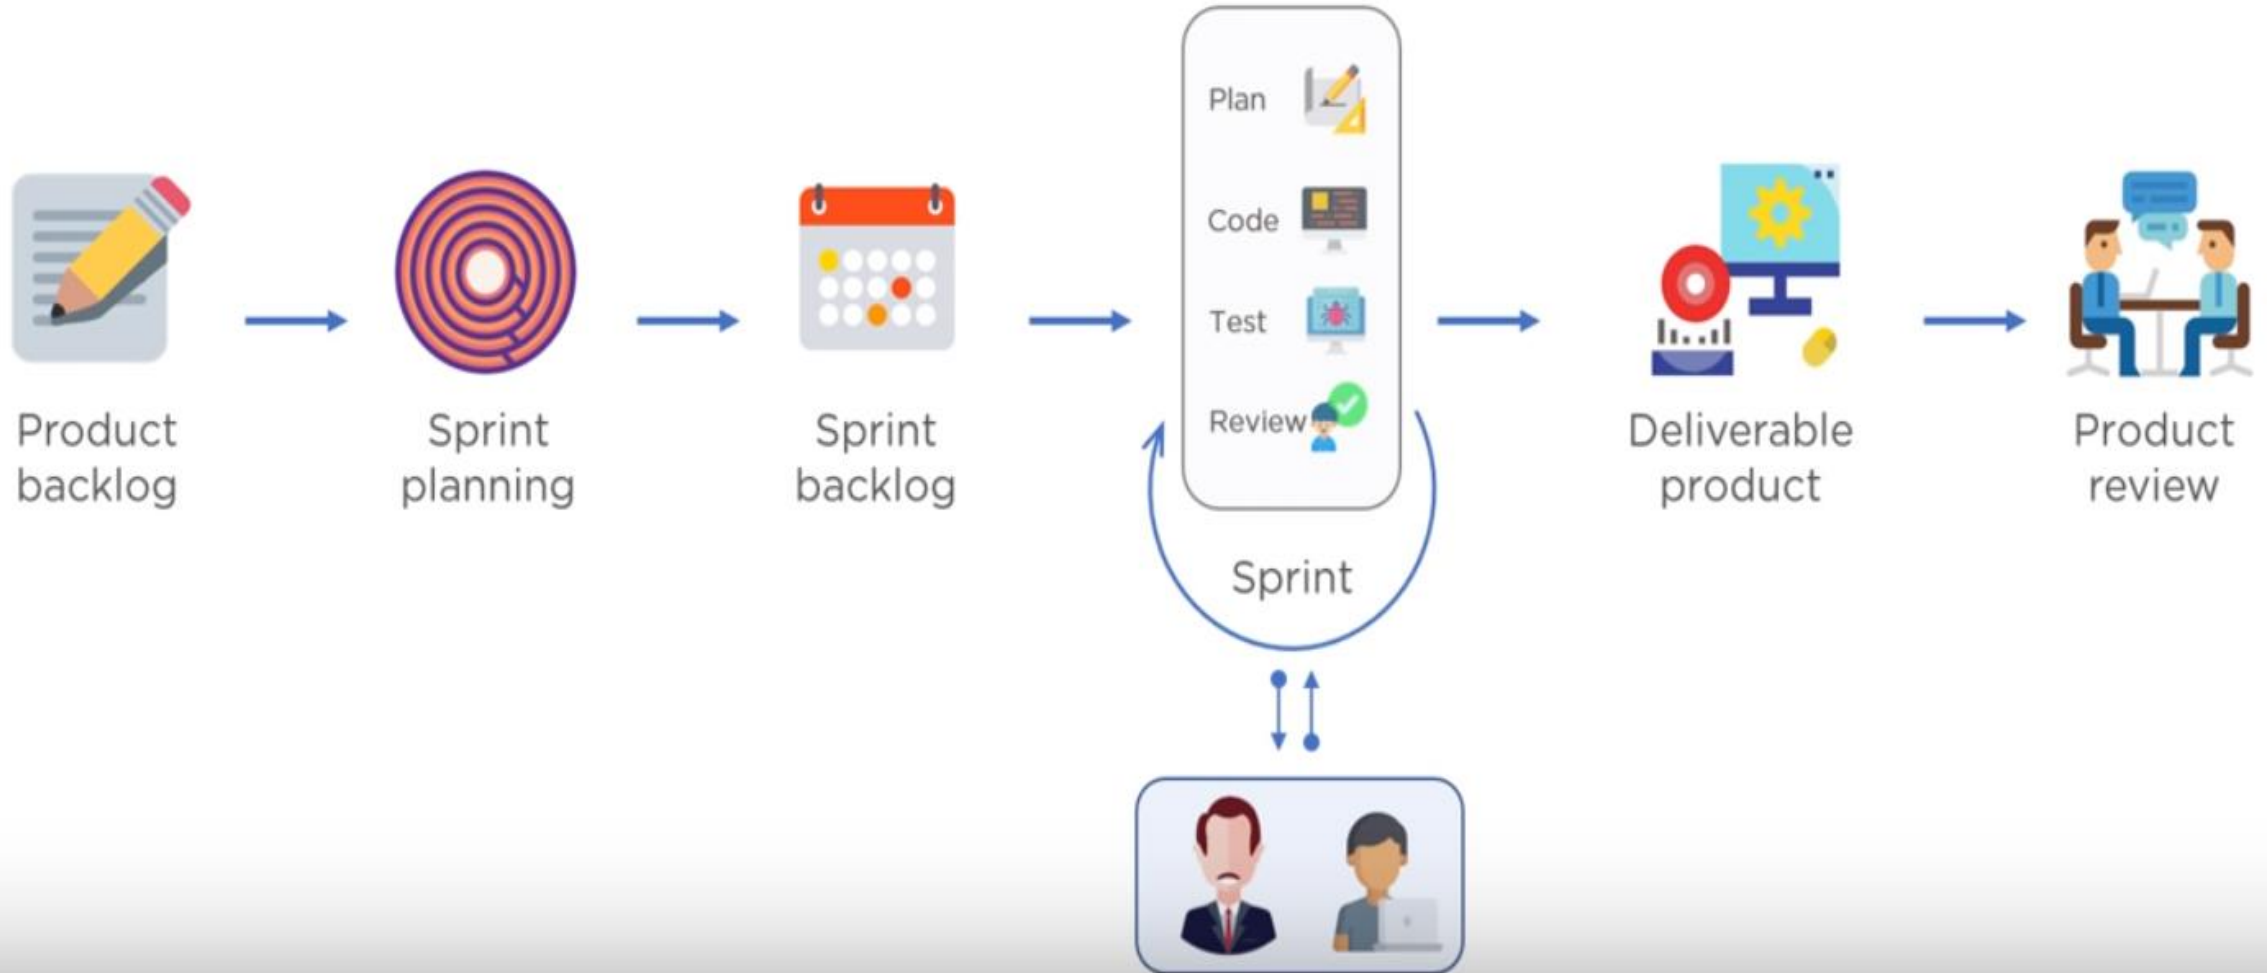 Product
backlog
Sprint
planning
Sprint
backlog
Plan
Code
Test
Review
Sprint
Deliverable
product
Product
review